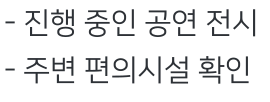 - 진행 중인 공연 전시
- 주변 편의시설 확인